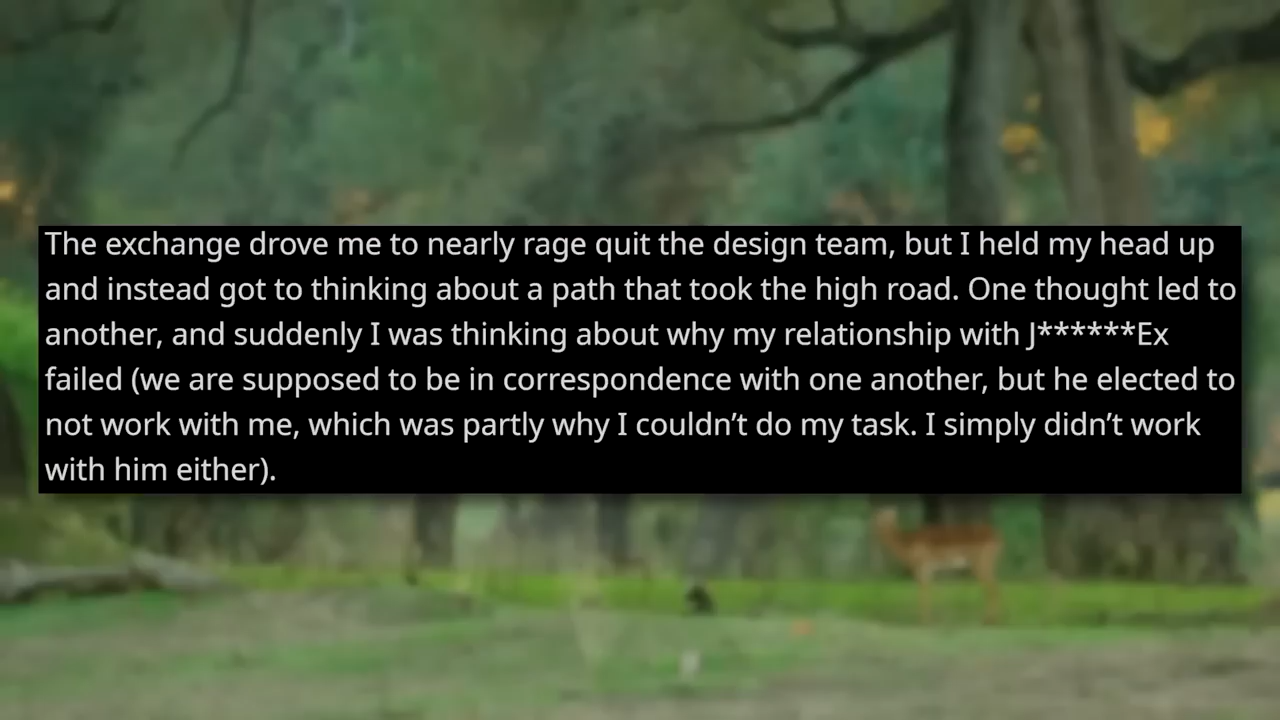 The exchange drove me to nearly rage quit the design team, but I held my head up
and instead got to thinking about a path that took the high road. One thought led to
another, and suddenly I was thinking about why my relationship with J******Ex
failed (we are supposed to be in correspondence with one another, but he elected to
not work with me, which was partly why I couldn’t do my task. I simply didn’t work
with him either).